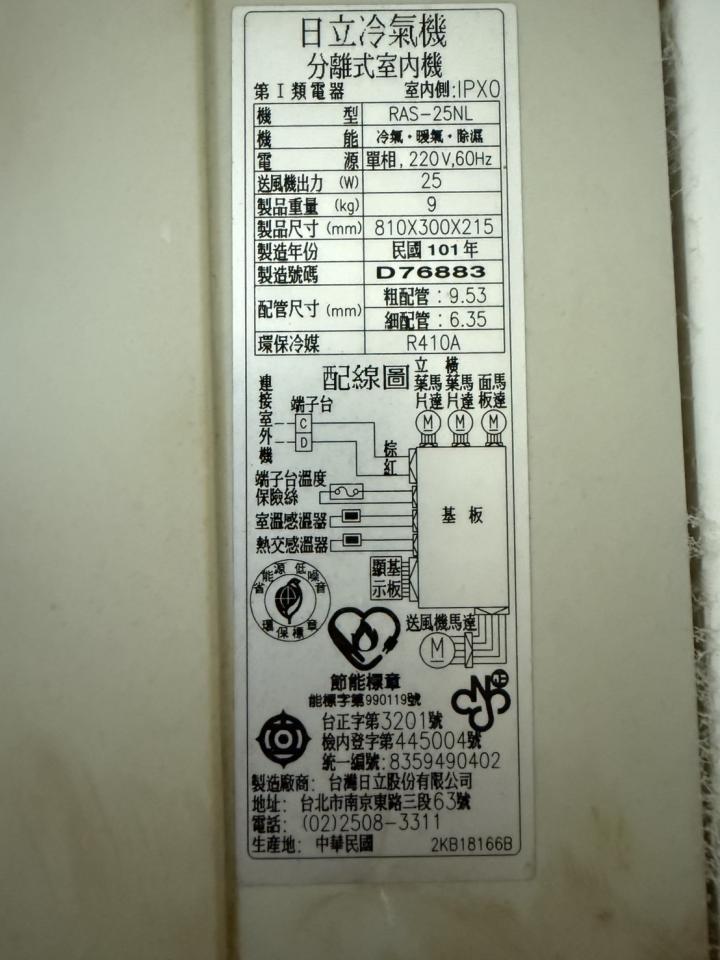 日立冷氣機
分離式室內機
第Ⅰ類電器 室內側:IPX0
機型 RAS-25NL
機能 冷氣・暖氣・除濕
電源 單相, 220V,60Hz
送風機出力 (W) 25
製品重量 (kg) 9
製品尺寸 (mm) 810X300X215
製造年份 民國 101 年
製造號碼 D76883
配管尺寸 (mm) 粗配管:9.53
細配管:6.35
環保冷媒 R410A
配線圖
連接室外機
端子台
C
D
棕
紅
立葉片馬達
橫葉片馬達
面板馬達
M
M
M
端子台溫度
保險絲
室溫感溫器
熱交感溫器
基板
顯示基板
送風機馬達
M
省能源 低噪音
環保標章
節能標章
能標字第990119號
台正字第3201號
檢內登字第445004號
統一編號:8359490402
製造廠商: 台灣日立股份有限公司
地址: 台北市南京東路三段63號
電話: (02)2508-3311
生產地: 中華民國 2KB18166B